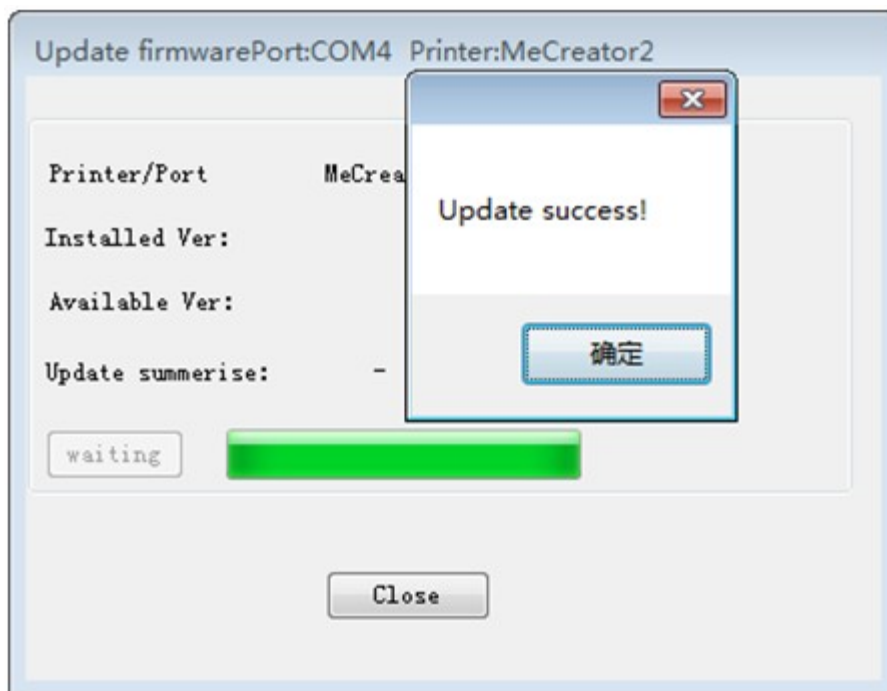 Update firmwarePort:COM4 Printer:MeCreator2
Printer/Port MeCrea
Installed Ver:
Available Ver:
Update summerise: -
waiting
Close
Update success!
确定